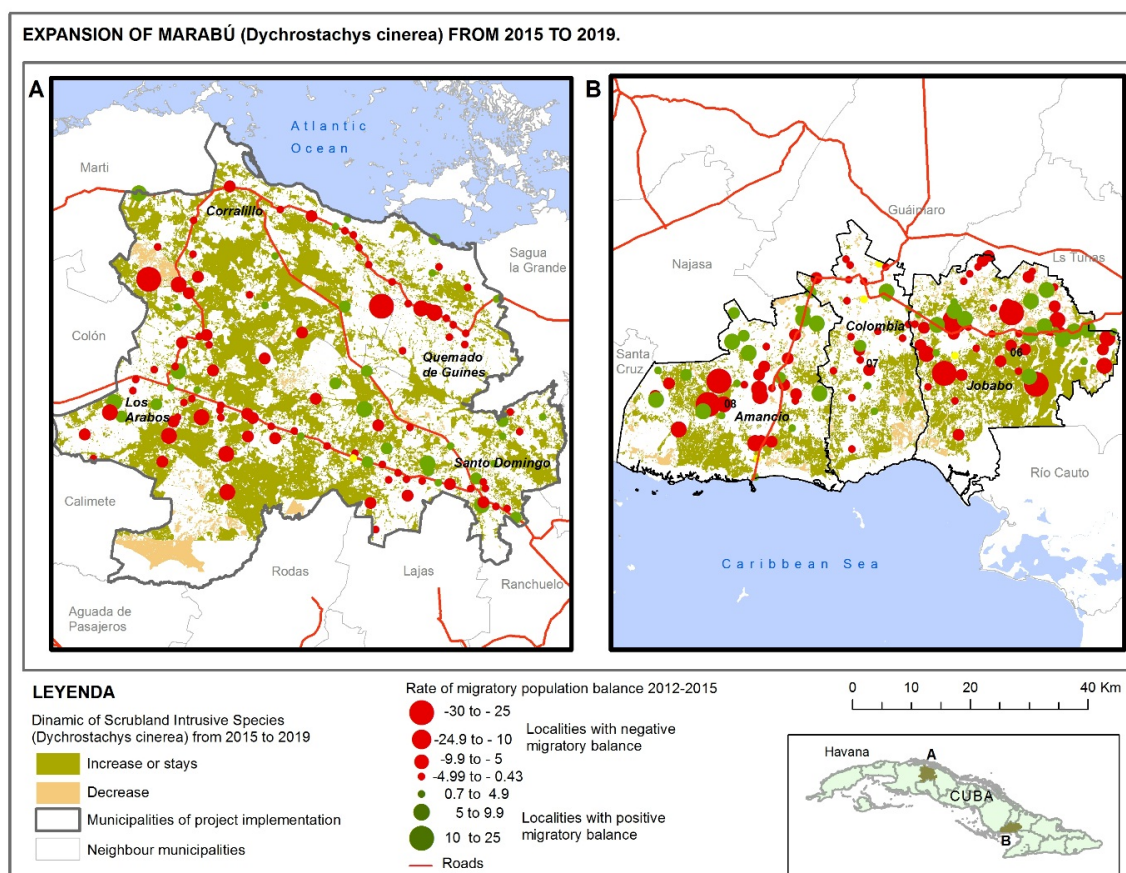 EXPANSION OF MARABÚ (Dychrostachys cinerea) FROM 2015 TO 2019.
A
Atlantic
Ocean
Marti
Corralillo
Sagua
la Grande
Colón
Quemado
de Guines
Los
Arabos
Santo Domingo
Calimete
Rodas
Lajas
Ranchuelo
Aguada de
Pasajeros
B
Guáimaro
Najasa
Ls Tunas
Colombia
Santa
Cruz
07
06
Jobabo
08
Amancio
Río Cauto
Caribbean Sea
LEYENDA
Dinamic of Scrubland Intrusive Species
(Dychrostachys cinerea) from 2015 to 2019
Increase or stays
Decrease
Municipalities of project implementation
Neighbour municipalities
Rate of migratory population balance 2012-2015
-30 to - 25
-24.9 to - 10
-9.9 to - 5
-4.99 to - 0.43
0.7 to 4.9
5 to 9.9
10 to 25
Roads
Localities with negative
migratory balance
Localities with positive
migratory balance
0 10 20 30 40 Km
Havana
A
CUBA
B